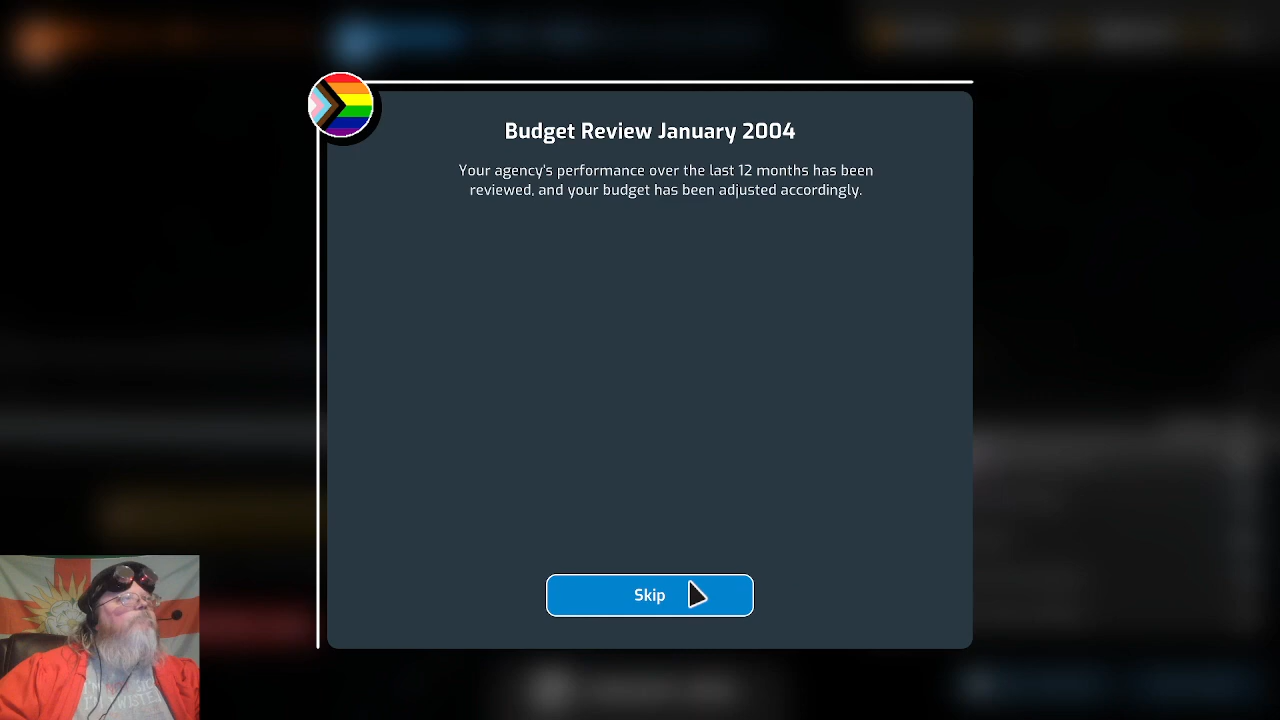 Budget Review January 2004
Your agency's performance over the last 12 months has been
reviewed, and your budget has been adjusted accordingly.
Skip